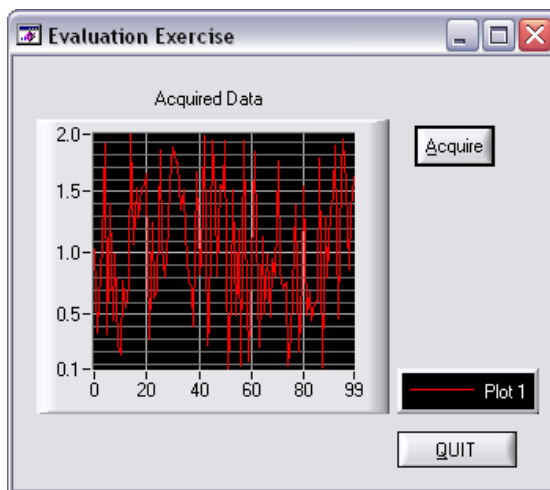 Evaluation Exercise
Acquired Data
Acquire
2.0
1.5
1.0
0.5
0.1
0 20 40 60 80 99
Plot 1
QUIT